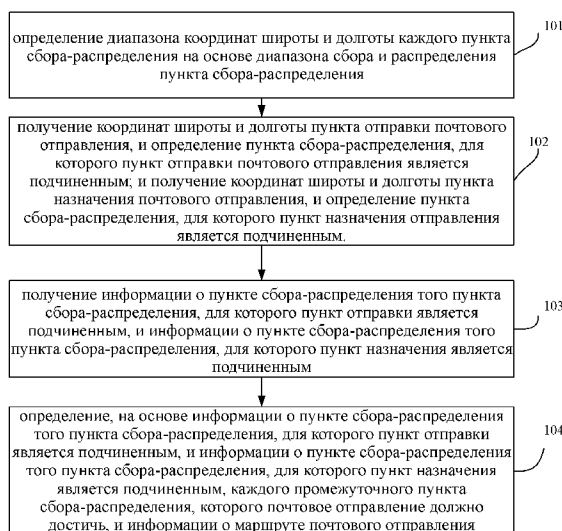 определение диапазона координат широты и долготы каждого пункта
сбора-распределения на основе диапазона сбора и распределения
пункта сбора-распределения
101
получение координат широты и долготы пункта отправки почтового
отправления, и определение пункта сбора-распределения, для
которого пункт отправки почтового отправления является
подчиненным; и получение координат широты и долготы пункта
назначения почтового отправления, и определение пункта
сбора-распределения, для которого пункт назначения отправления
является подчиненным.
102
получение информации о пункте сбора-распределения того пункта
сбора-распределения, для которого пункт отправки является
подчиненным, и информации о пункте сбора-распределения того
пункта сбора-распределения, для которого пункт назначения является
подчиненным
103
определение, на основе информации о пункте сбора-распределения
того пункта сбора-распределения, для которого пункт отправки
является подчиненным, и информации о пункте сбора-распределения
того пункта сбора-распределения, для которого пункт назначения
является подчиненным, каждого промежуточного пункта
сбора-распределения, которого почтовое отправление должно
достичь, и информации о маршруте почтового отправления
104